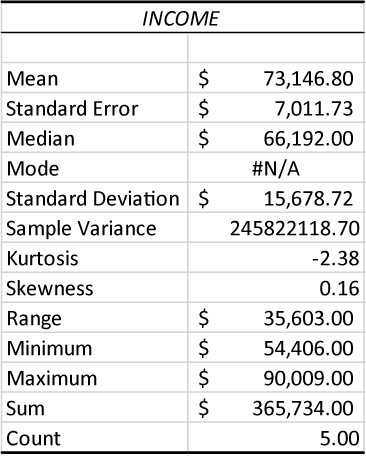 INCOME
Mean $ 73,146.80
Standard Error $ 7,011.73
Median $ 66,192.00
Mode #N/A
Standard Deviation $ 15,678.72
Sample Variance 245822118.70
Kurtosis -2.38
Skewness 0.16
Range $ 35,603.00
Minimum $ 54,406.00
Maximum $ 90,009.00
Sum $ 365,734.00
Count 5.00